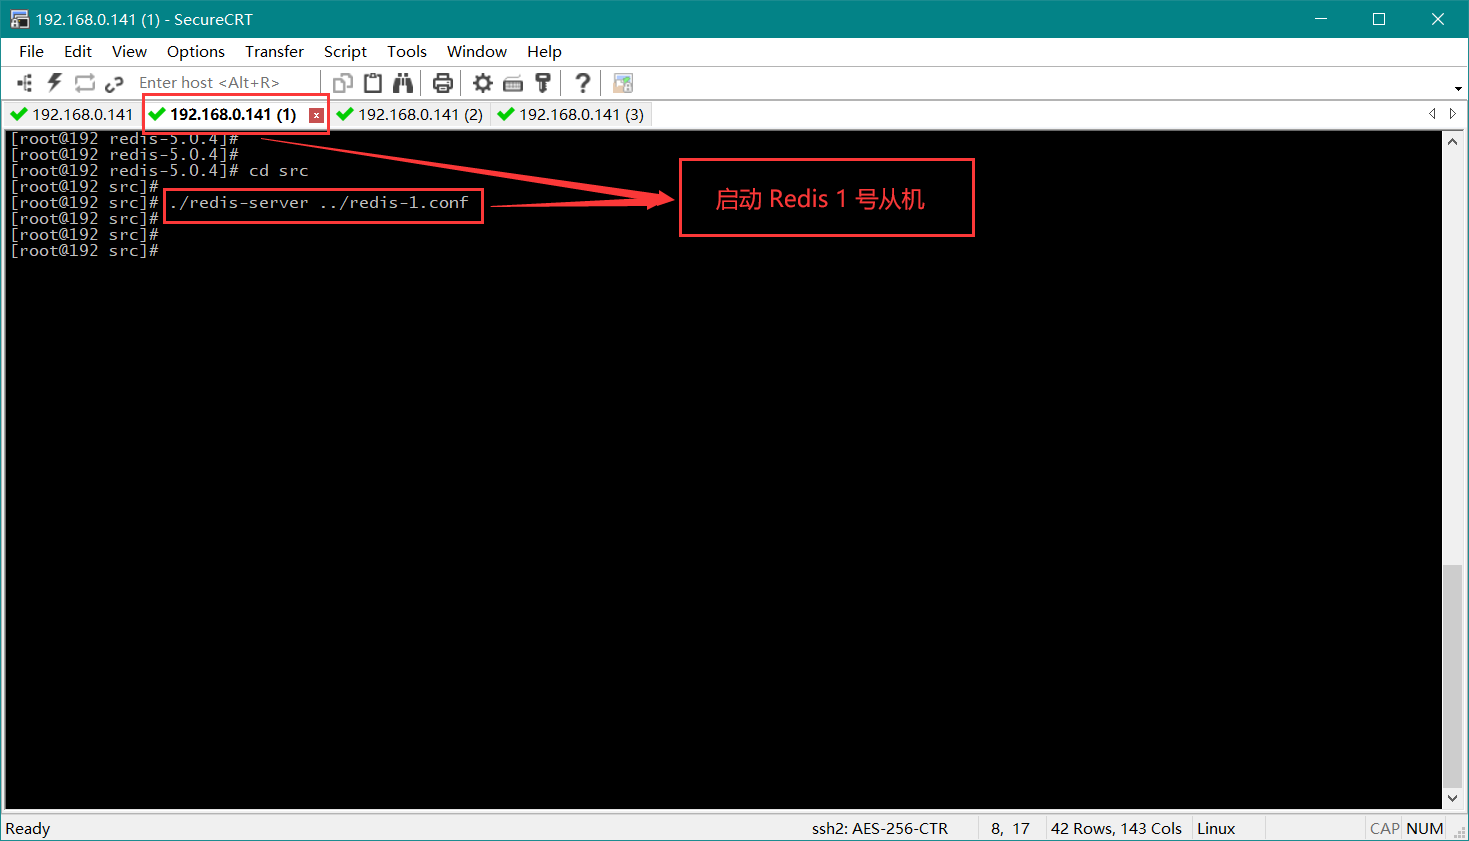 192.168.0.141 (1) - SecureCRT
File Edit View Options Transfer Script Tools Window Help
Enter host <Alt+R>
192.168.0.141 192.168.0.141 (1) 192.168.0.141 (2) 192.168.0.141 (3)
[root@192 redis-5.0.4]#
[root@192 redis-5.0.4]#
[root@192 redis-5.0.4]# cd src
[root@192 src]#
[root@192 src]# ./redis-server ../redis-1.conf
[root@192 src]#
[root@192 src]#
[root@192 src]#
启动 Redis 1 号从机
Ready ssh2: AES-256-CTR 8, 17 42 Rows, 143 Cols Linux CAP NUM